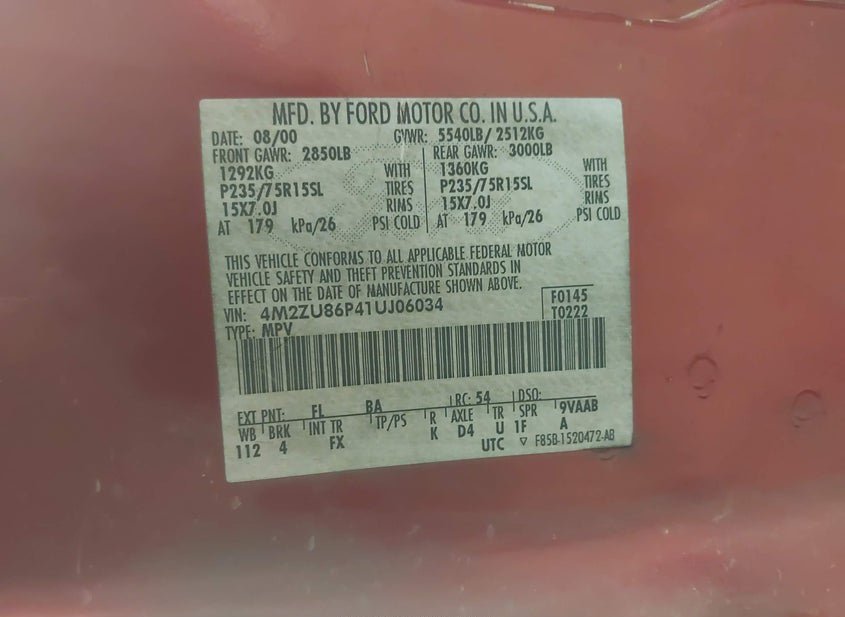 MFD. BY FORD MOTOR CO. IN U.S.A.
DATE: 08/00 GVWR: 5540LB/ 2512KG
FRONT GAWR: 2850LB REAR GAWR: 3000LB
1292KG WITH 1360KG WITH
P235/75R15SL TIRES P235/75R15SL TIRES
15X7.0J RIMS 15X7.0J RIMS
AT 179 kPa/26 PSI COLD AT 179 kPa/26 PSI COLD
THIS VEHICLE CONFORMS TO ALL APPLICABLE FEDERAL MOTOR
VEHICLE SAFETY AND THEFT PREVENTION STANDARDS IN
EFFECT ON THE DATE OF MANUFACTURE SHOWN ABOVE.
VIN: 4M2ZU86P41UJ06034 F0145
TYPE: MPV T0222
EXT PNT: EL BA RC: 54 DSO:
WB BRK INT TR TP/PS R AXLE TR SPR 9VAAB
112 4 FX K D4 U 1F A
UTC ▽ F85B-1520472-AB